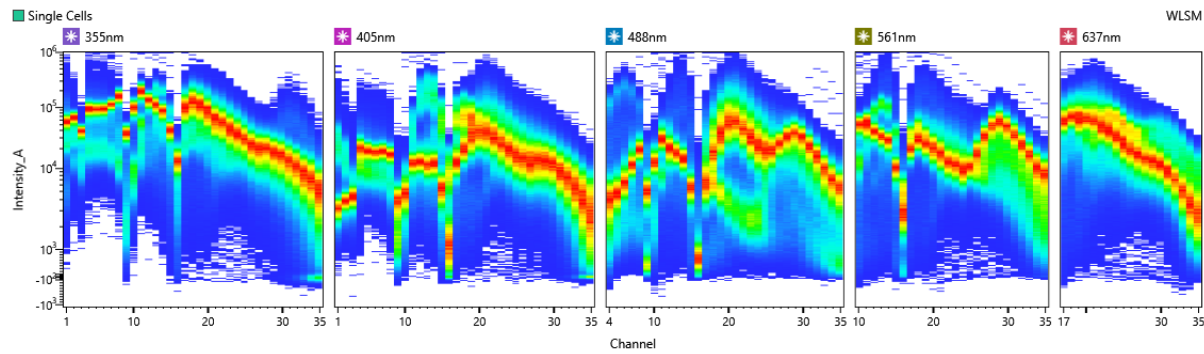 Single Cells WLSM
355nm 405nm 488nm 561nm 637nm
10⁶
10⁵
10⁴
10³
-10²
-10³
Intensity_A
1 10 20 30 35 1 10 20 30 35 4 10 20 30 35 10 20 30 35 17 30 35
Channel